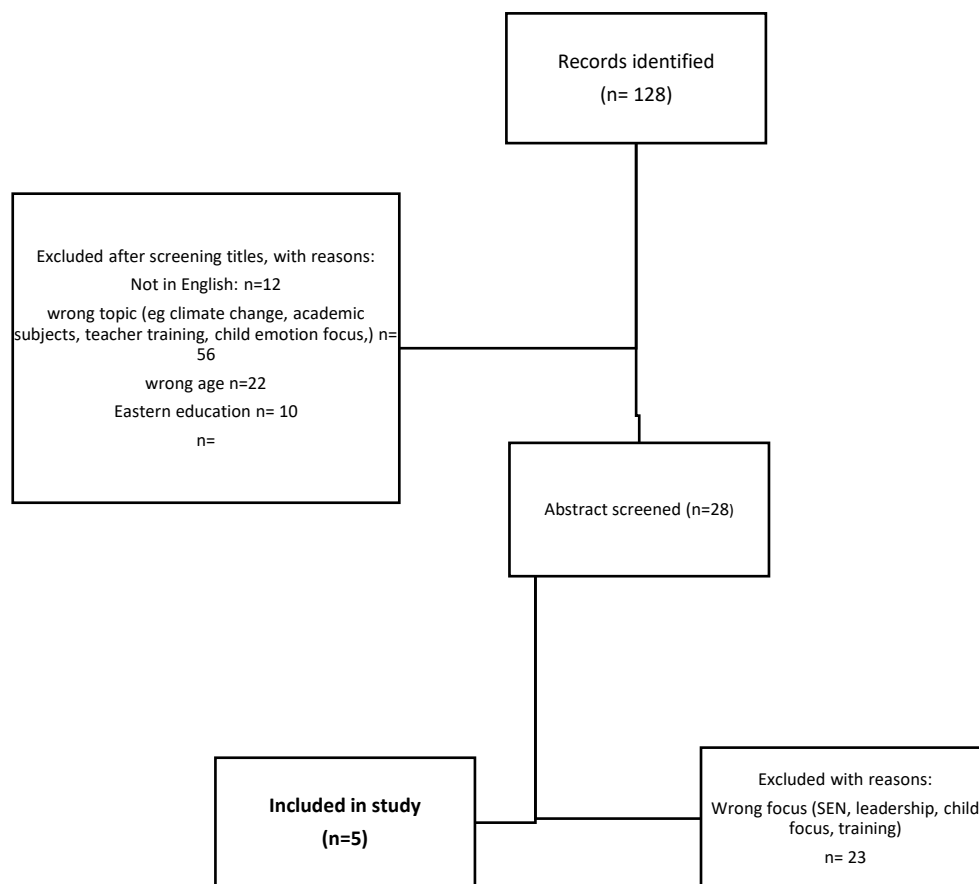 Records identified
(n= 128)
Excluded after screening titles, with reasons:
Not in English: n=12
wrong topic (eg climate change, academic
subjects, teacher training, child emotion focus,) n=
56
wrong age n=22
Eastern education n= 10
n=
Abstract screened (n=28)
Included in study
(n=5)
Excluded with reasons:
Wrong focus (SEN, leadership, child
focus, training)
n= 23